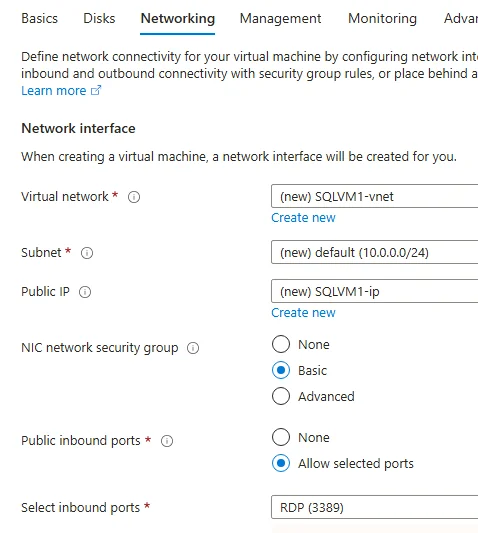 Basics Disks Networking Management Monitoring Advan
Define network connectivity for your virtual machine by configuring network int
inbound and outbound connectivity with security group rules, or place behind a
Learn more
Network interface
When creating a virtual machine, a network interface will be created for you.
Virtual network * (new) SQLVM1-vnet
Create new
Subnet * (new) default (10.0.0.0/24)
Public IP (new) SQLVM1-ip
Create new
NIC network security group None
Basic
Advanced
Public inbound ports * None
Allow selected ports
Select inbound ports * RDP (3389)